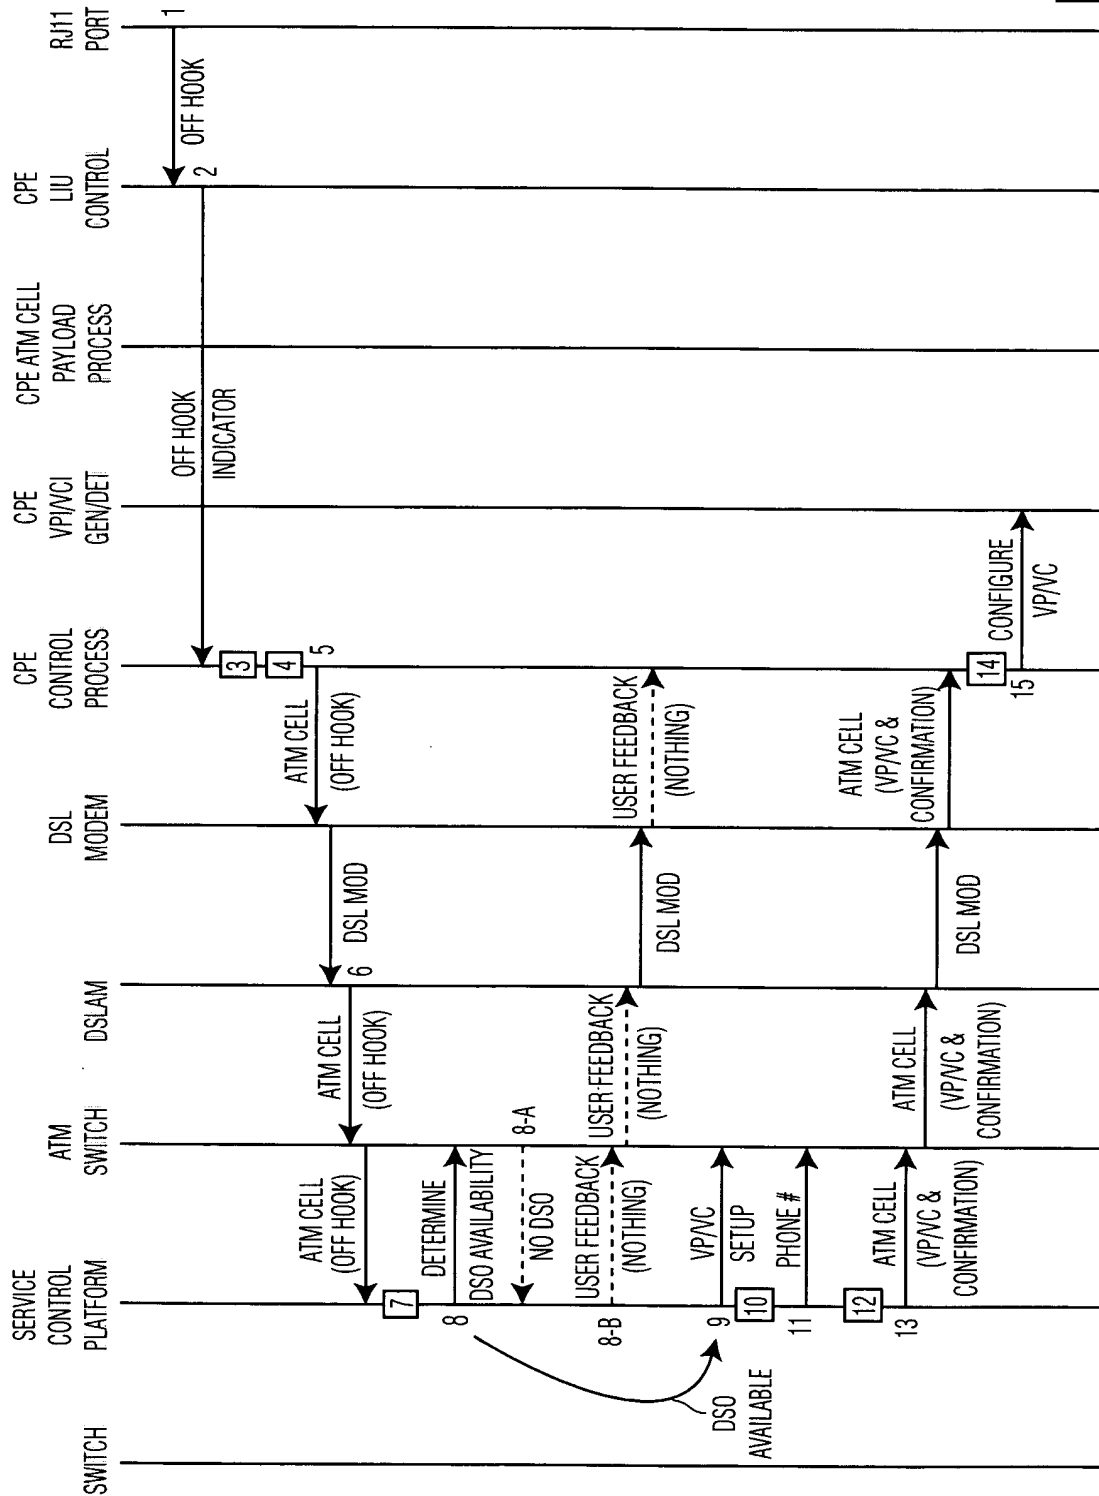 SWITCH
SERVICE
CONTROL
PLATFORM
ATM
SWITCH
DSLAM
DSL
MODEM
CPE
CONTROL
PROCESS
CPE
VPI/VCI
GEN/DET
CPE ATM CELL
PAYLOAD
PROCESS
CPE
LIU
CONTROL
RJ11
PORT
1
OFF HOOK
2
OFF HOOK
INDICATOR
3
4
5
ATM CELL
(OFF HOOK)
DSL MOD
6
ATM CELL
(OFF HOOK)
ATM CELL
(OFF HOOK)
7
8
DETERMINE
DSO AVAILABILITY
8-A
NO DSO
8-B
USER FEEDBACK
(NOTHING)
USER-FEEDBACK
(NOTHING)
DSL MOD
USER FEEDBACK
(NOTHING)
DSO
AVAILABLE
9
VP/VC
SETUP
10
11
PHONE #
12
13
ATM CELL
(VP/VC &
CONFIRMATION)
ATM CELL
(VP/VC &
CONFIRMATION)
DSL MOD
ATM CELL
(VP/VC &
CONFIRMATION)
14
15
CONFIGURE
VP/VC